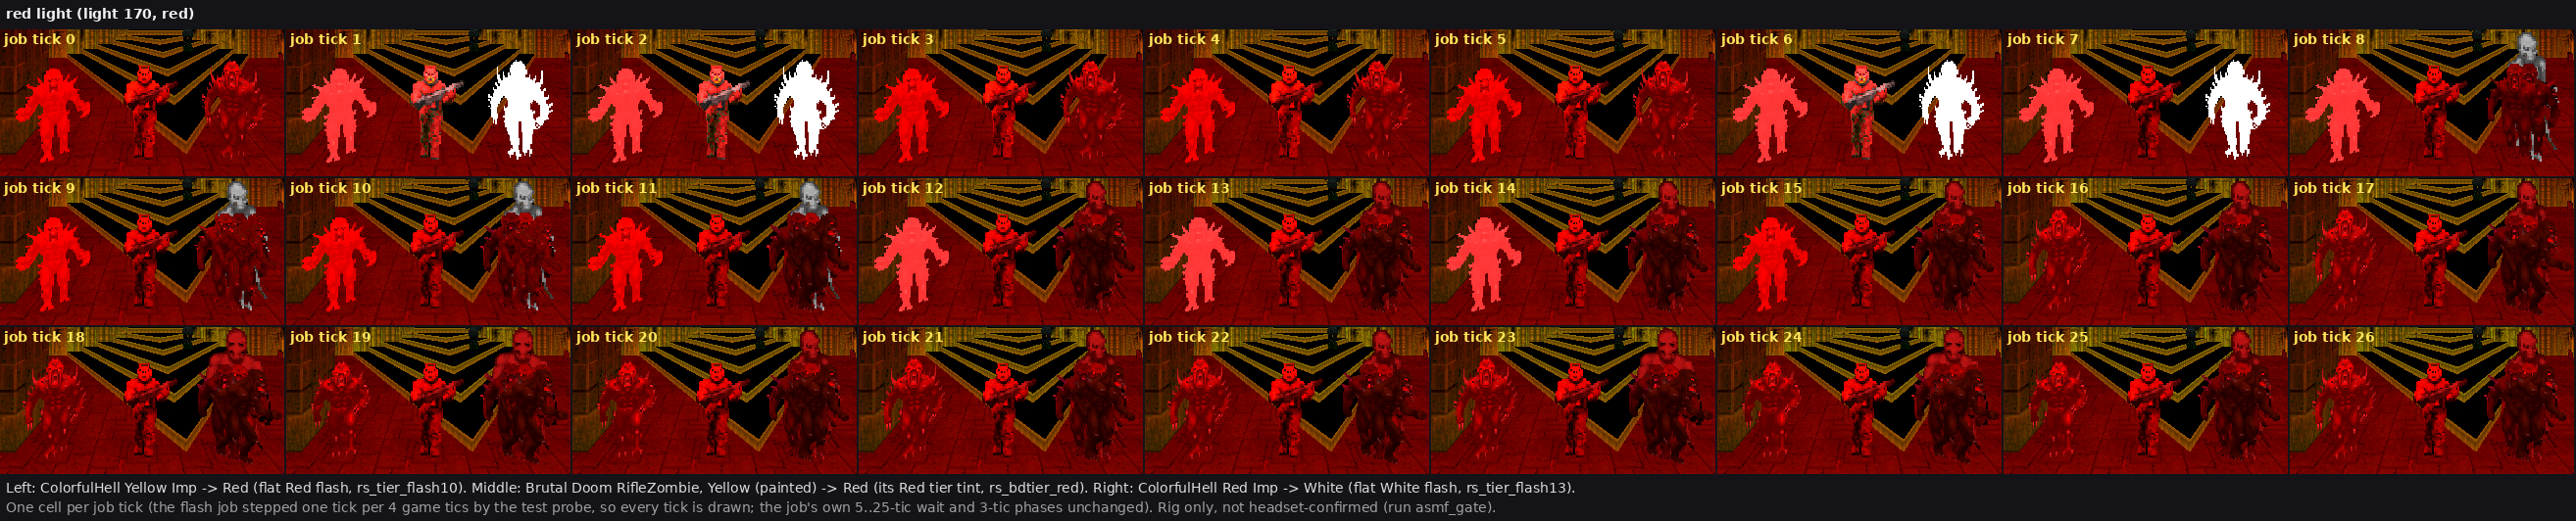 red light (light 170, red)
job tick 0
job tick 1
job tick 2
job tick 3
job tick 4
job tick 5
job tick 6
job tick 7
job tick 8
job tick 9
job tick 10
job tick 11
job tick 12
job tick 13
job tick 14
job tick 15
job tick 16
job tick 17
job tick 18
job tick 19
job tick 20
job tick 21
job tick 22
job tick 23
job tick 24
job tick 25
job tick 26
Left: ColorfulHell Yellow Imp -> Red (flat Red flash, rs_tier_flash10). Middle: Brutal Doom RifleZombie, Yellow (painted) -> Red (its Red tier tint, rs_bdtier_red). Right: ColorfulHell Red Imp -> White (flat White flash, rs_tier_flash13).
One cell per job tick (the flash job stepped one tick per 4 game tics by the test probe, so every tick is drawn; the job's own 5..25-tic wait and 3-tic phases unchanged). Rig only, not headset-confirmed (run asmf_gate).